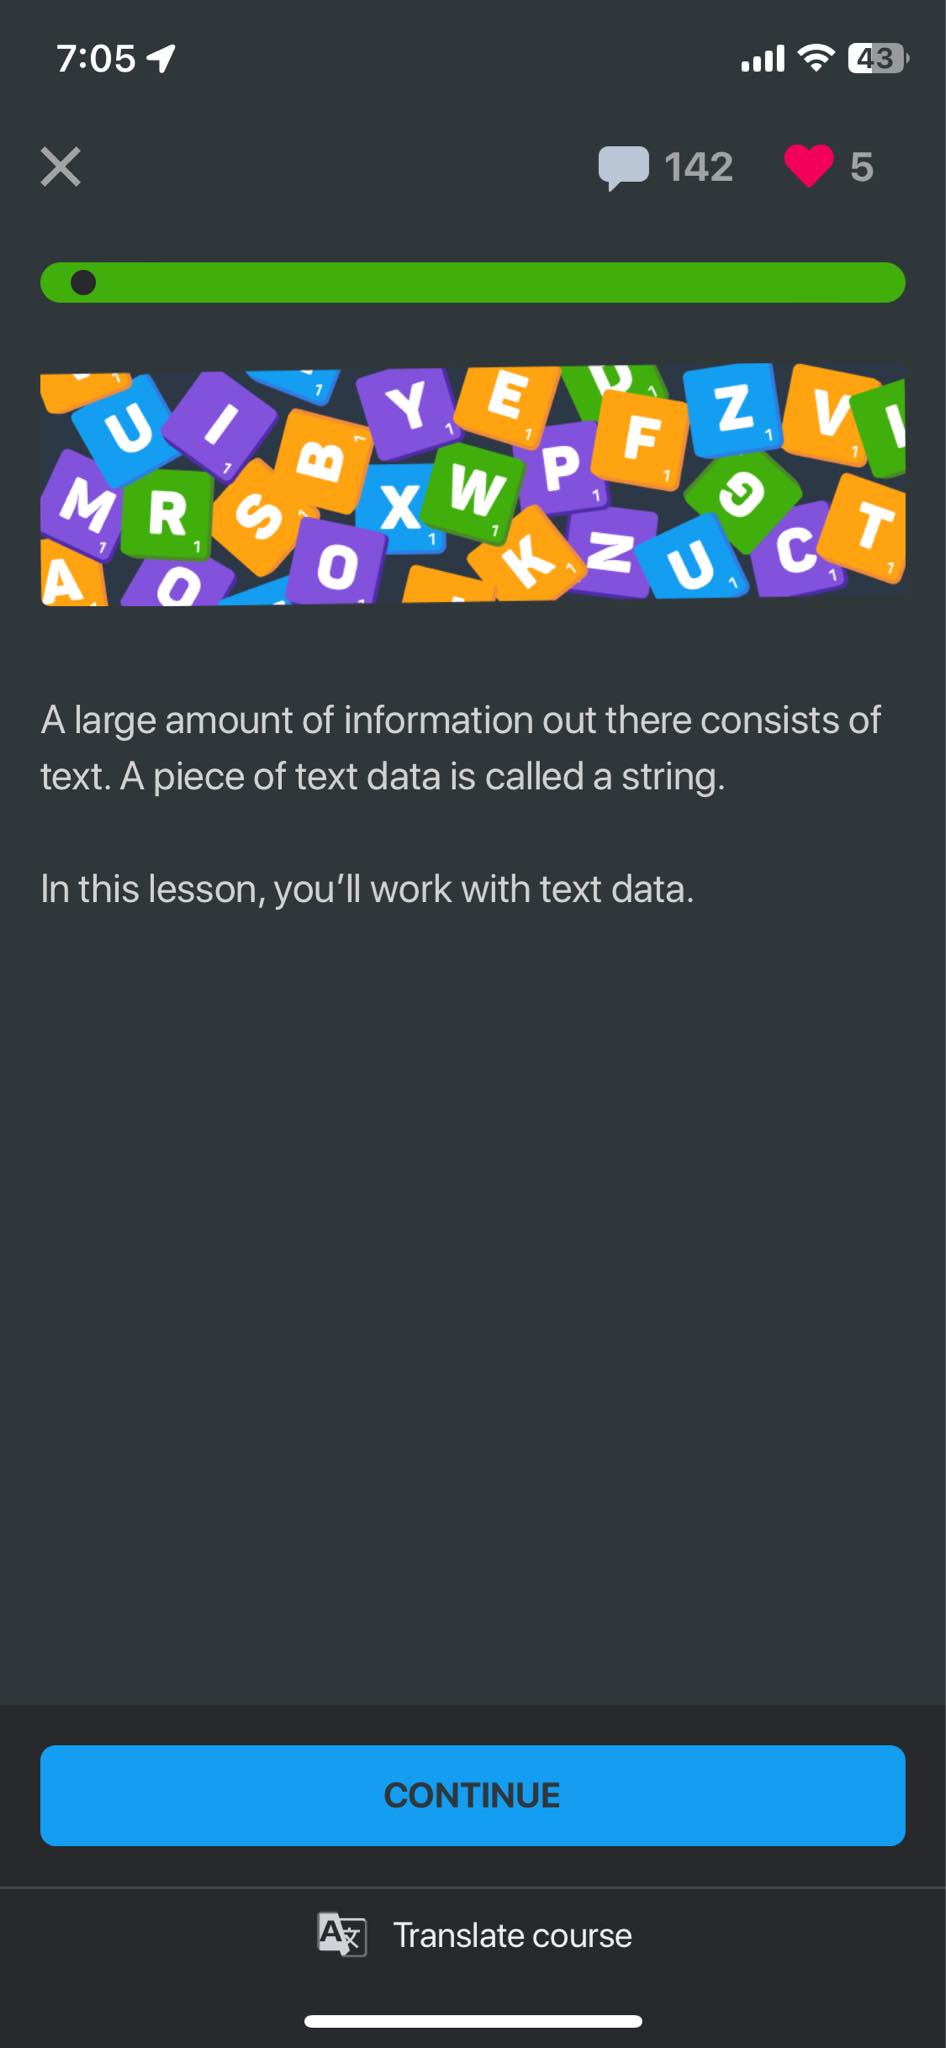 7:05 43
142 5
U I B Y E F Z V
M R S X W P G T
A O O K N U C
A large amount of information out there consists of
text. A piece of text data is called a string.
In this lesson, you’ll work with text data.
CONTINUE
Translate course